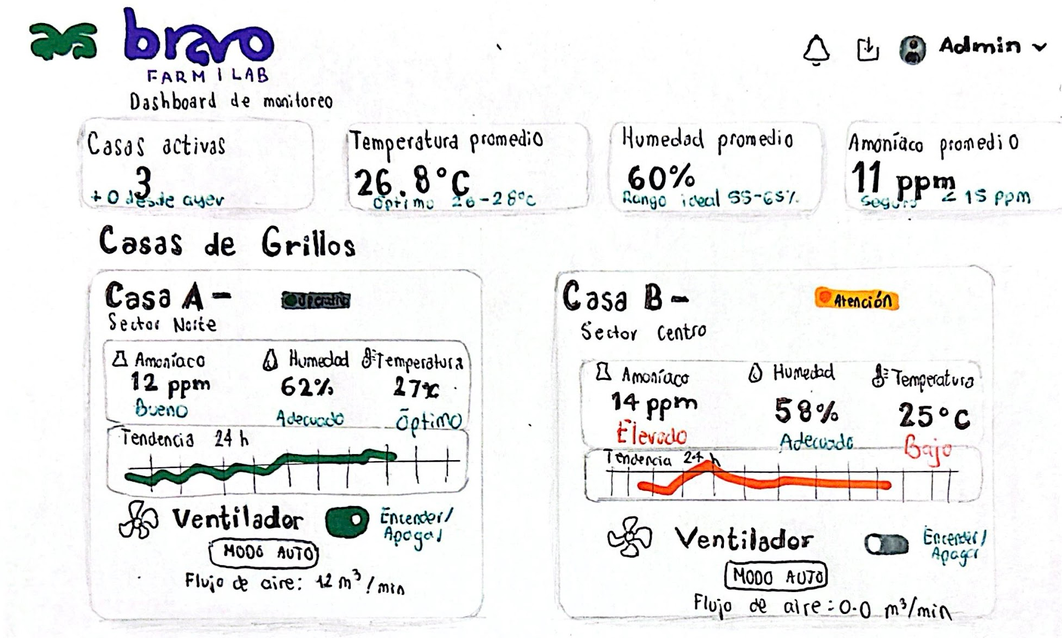 bravo
FARM I LAB
Dashboard de monitoreo
Admin
Casas activas
3
+0 desde ayer
Temperatura promedio
26.8°C
Óptimo 26-28°c
Humedad promedio
60%
Rango ideal 55-65%
Amoníaco promedio
11 ppm
Seguro ≤ 15 ppm
Casas de Grillos
Casa A -
Operativo
Sector Norte
Amoníaco
12 ppm
Bueno
Humedad
62%
Adecuado
Temperatura
27°C
Óptimo
Tendencia 24 h
Ventilador
Encender/
Apagar
MODO AUTO
Flujo de aire: 12 m³/min
Casa B -
Atención
Sector Centro
Amoníaco
14 ppm
Elevado
Humedad
58%
Adecuado
Temperatura
25°C
Bajo
Tendencia 24 h
Ventilador
Encender/
Apagar
MODO AUTO
Flujo de aire: 0.0 m³/min